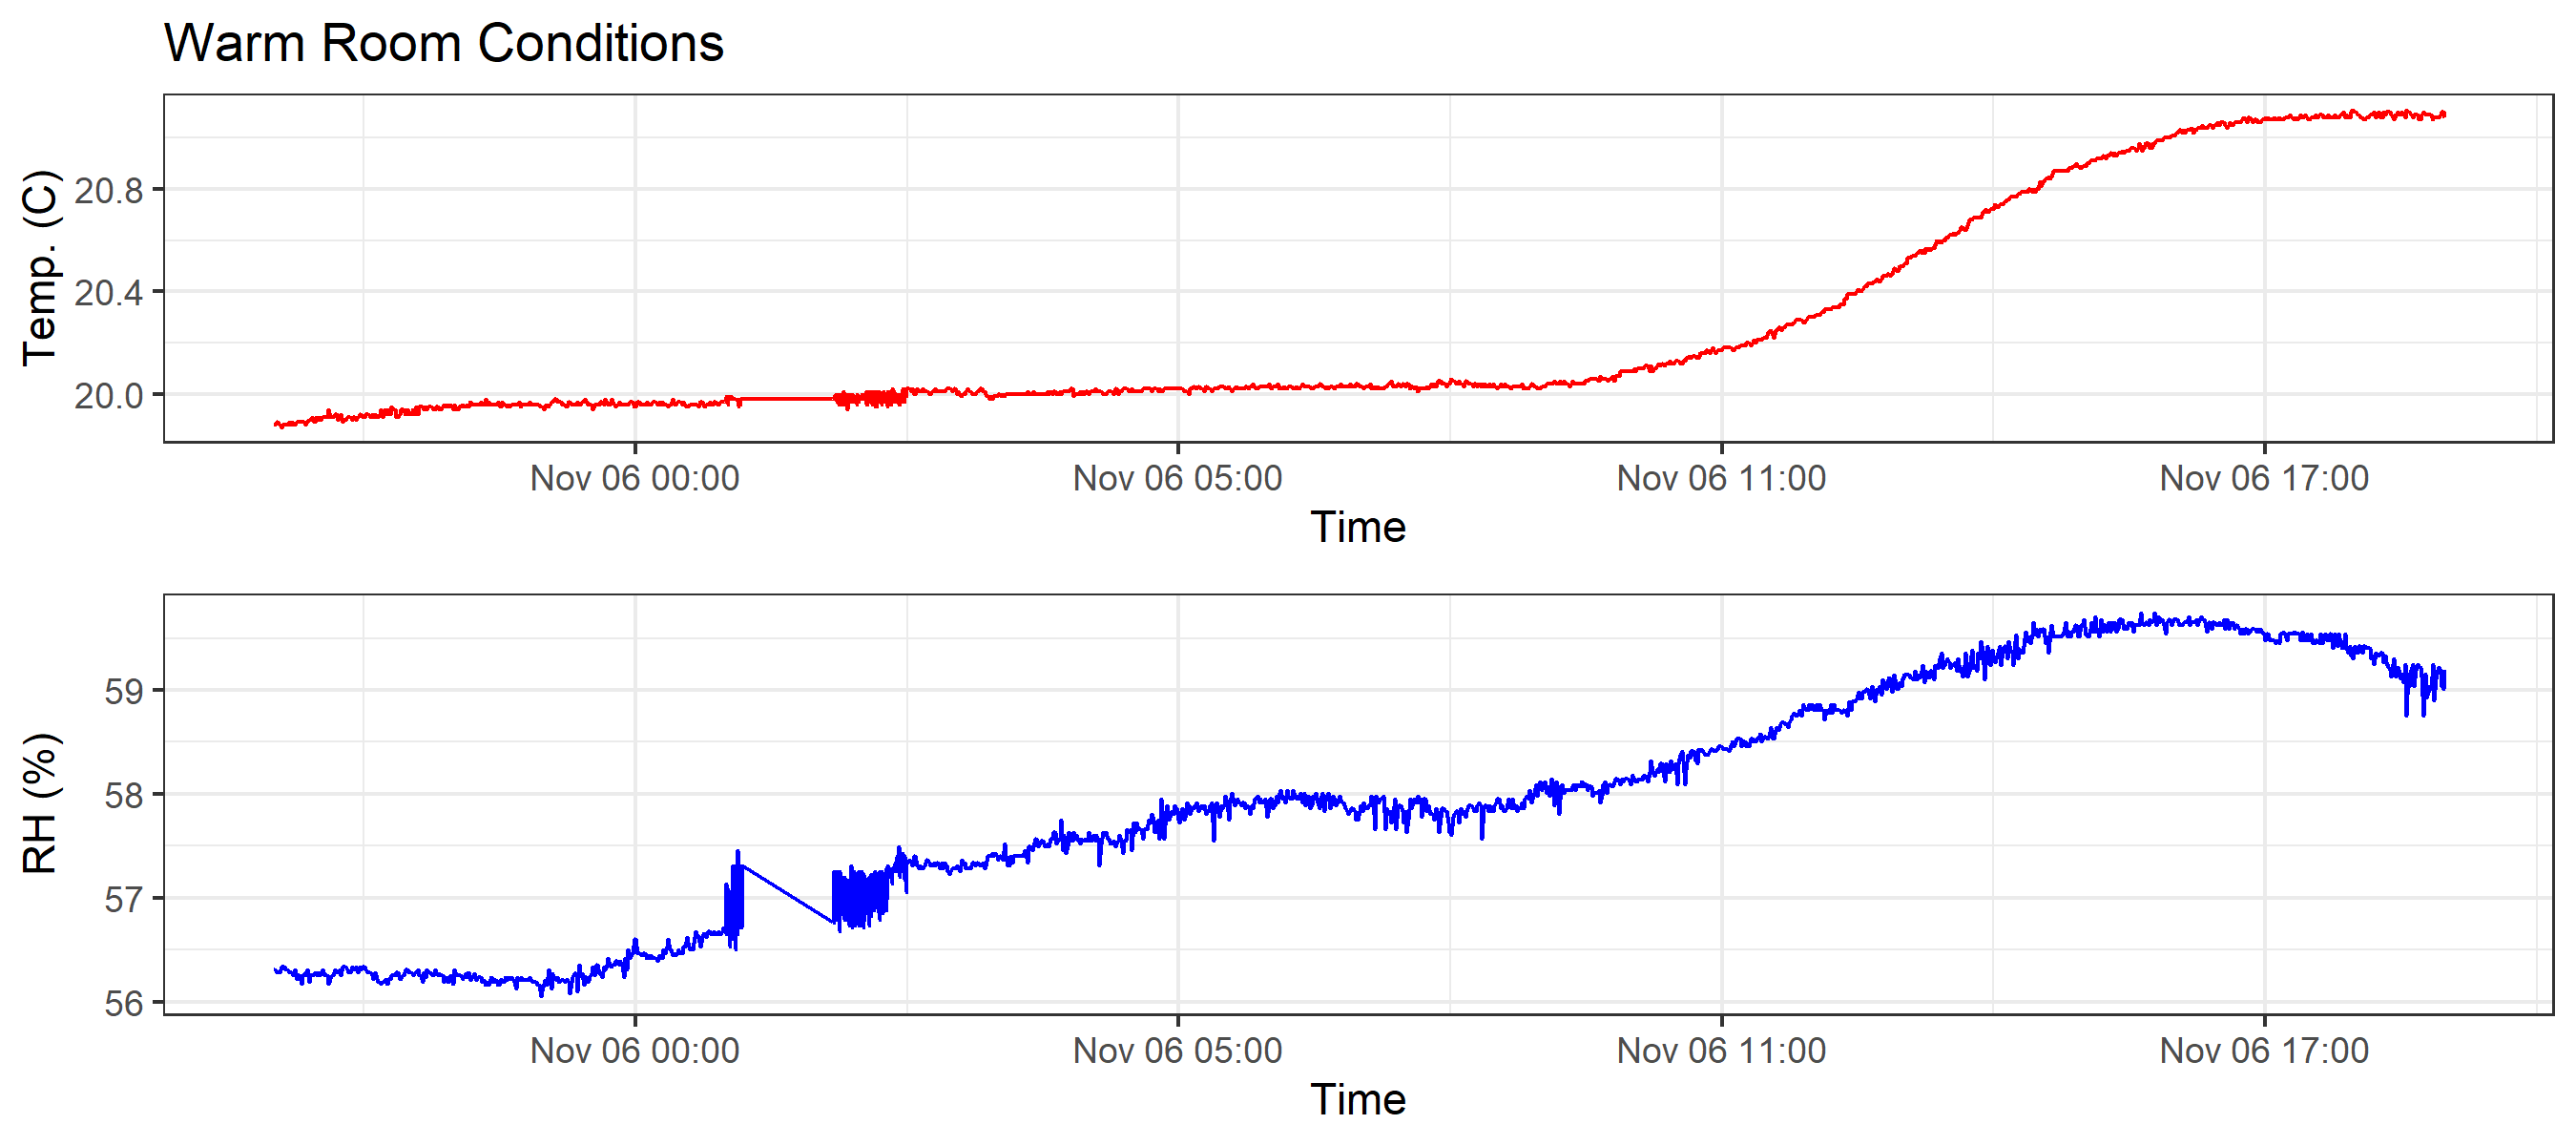 Warm Room Conditions
Temp. (C)
20.8
20.4
20.0
Nov 06 00:00 Nov 06 05:00 Nov 06 11:00 Nov 06 17:00
Time
RH (%)
59
58
57
56
Nov 06 00:00 Nov 06 05:00 Nov 06 11:00 Nov 06 17:00
Time